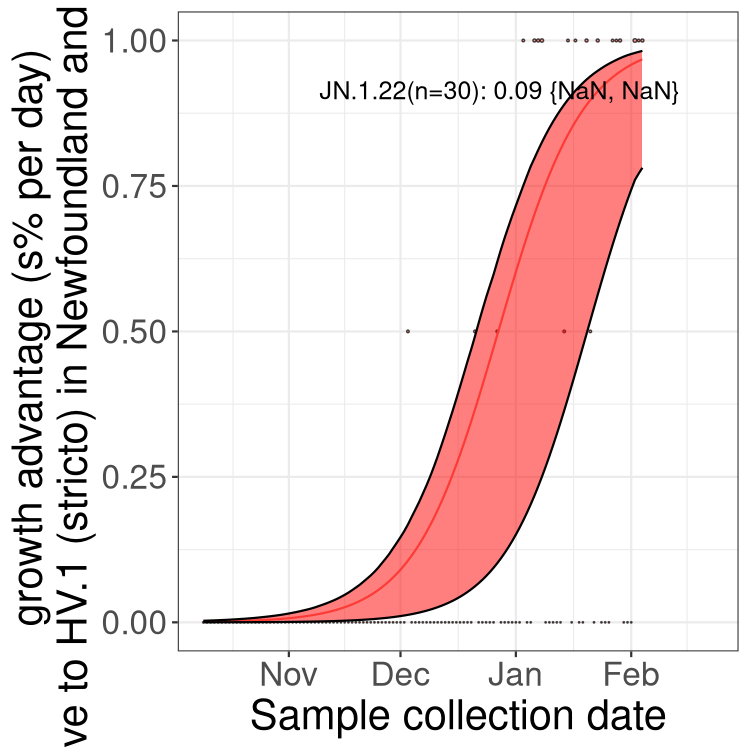 growth advantage (s% per day)
ve to HV.1 (stricto) in Newfoundland and
1.00
JN.1.22(n=30): 0.09 {NaN, NaN}
0.75
0.50
0.25
0.00
Nov Dec Jan Feb
Sample collection date